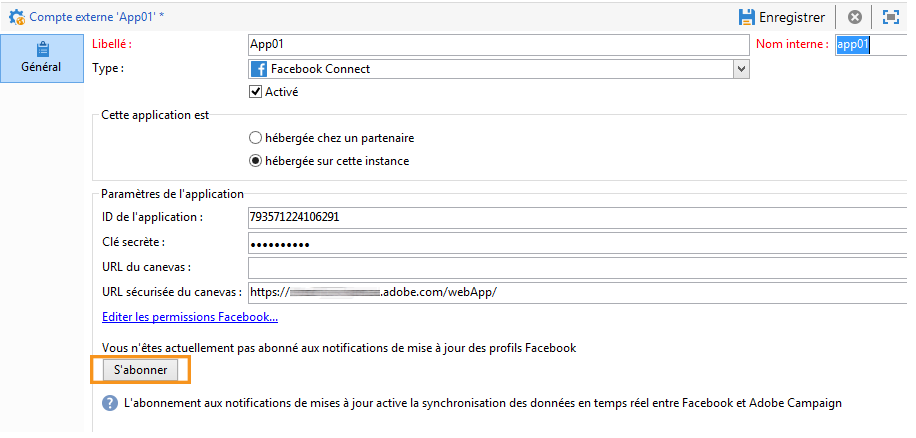 Compte externe 'App01' *
Enregistrer
Général
Libellé :
App01
Nom interne :
app01
Type :
Facebook Connect
Activé
Cette application est
hébergée chez un partenaire
hébergée sur cette instance
Paramètres de l'application
ID de l'application :
793571224106291
Clé secrète :
••••••••••
URL du canevas :
URL sécurisée du canevas :
https://
.adobe.com/webApp/
Editer les permissions Facebook...
Vous n'êtes actuellement pas abonné aux notifications de mise à jour des profils Facebook
S'abonner
L'abonnement aux notifications de mises à jour active la synchronisation des données en temps réel entre Facebook et Adobe Campaign